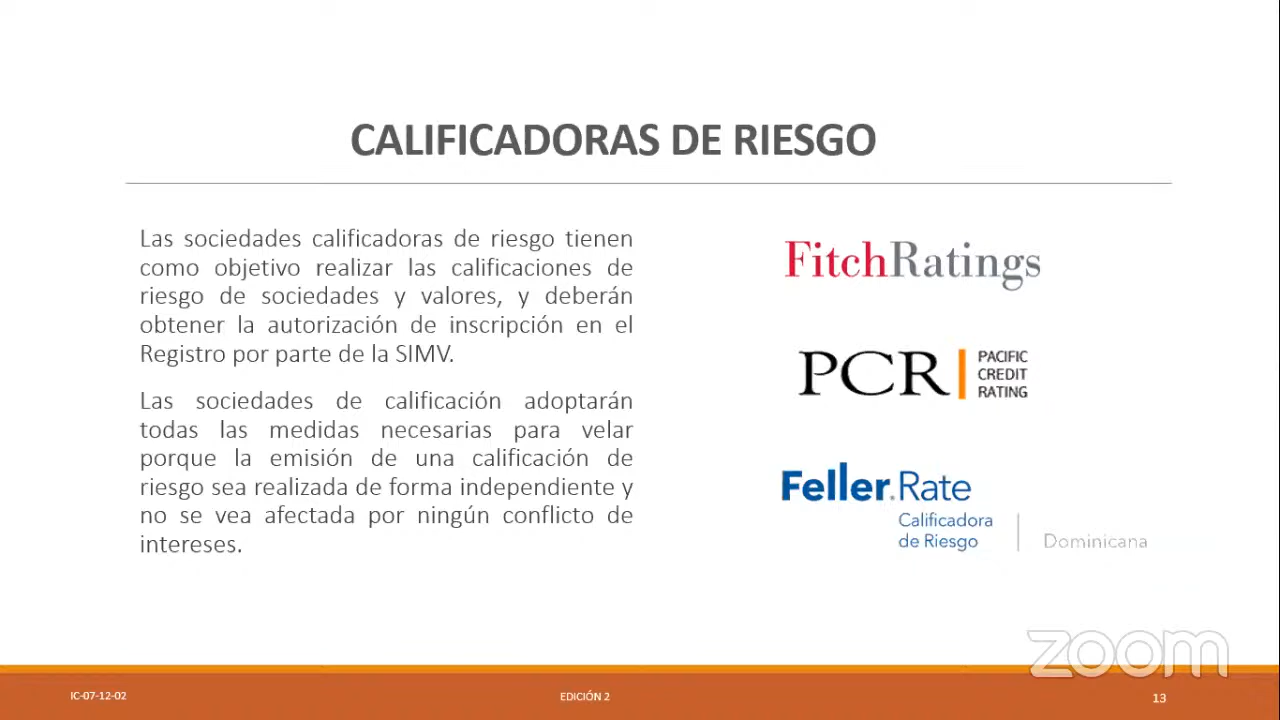 CALIFICADORAS DE RIESGO
Las sociedades calificadoras de riesgo tienen
como objetivo realizar las calificaciones de
riesgo de sociedades y valores, y deberán
obtener la autorización de inscripción en el
Registro por parte de la SIMV.
Las sociedades de calificación adoptarán
todas las medidas necesarias para velar
porque la emisión de una calificación de
riesgo sea realizada de forma independiente y
no se vea afectada por ningún conflicto de
intereses.
FitchRatings
PCR
PACIFIC
CREDIT
RATING
Feller.Rate
Calificadora
de Riesgo
Dominicana
zoom
IC-07-12-02
EDICIÓN 2
13